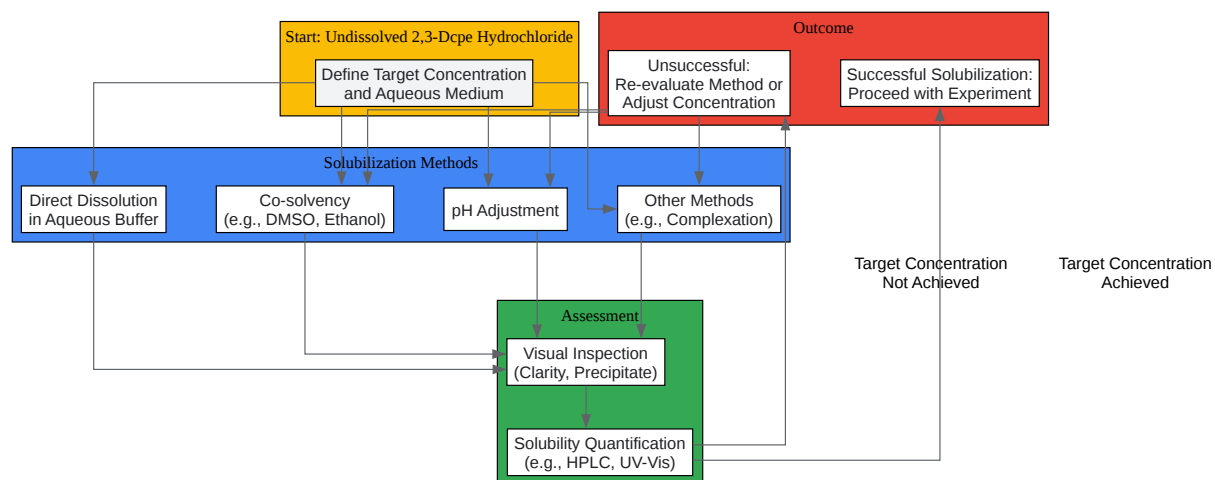 Start: Undissolved 2,3-Dcpe Hydrochloride
Define Target Concentration
and Aqueous Medium
Outcome
Unsuccessful:
Re-evaluate Method or
Adjust Concentration
Successful Solubilization:
Proceed with Experiment
Solubilization Methods
Direct Dissolution
in Aqueous Buffer
Co-solvency
(e.g., DMSO, Ethanol)
pH Adjustment
Other Methods
(e.g., Complexation)
Target Concentration
Not Achieved
Target Concentration
Achieved
Assessment
Visual Inspection
(Clarity, Precipitate)
Solubility Quantification
(e.g., HPLC, UV-Vis)